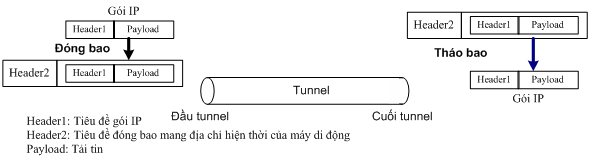 Gói IP
Header1 Payload
Đóng bao
Header2 Header1 Payload
Tunnel
Đầu tunnel Cuối tunnel
Header2 Header1 Payload
Tháo bao
Header1 Payload
Gói IP
Header1: Tiêu đề gói IP
Header2: Tiêu đề đóng bao mang địa chỉ hiện thời của máy di động
Payload: Tải tin